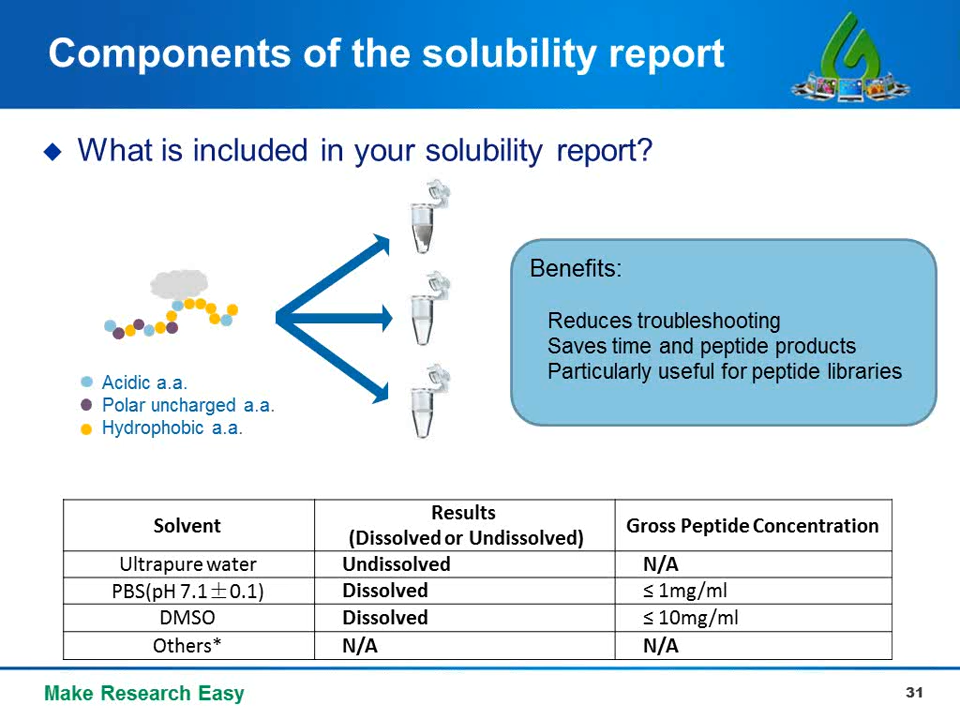 Components of the solubility report
What is included in your solubility report?
Acidic a.a.
Polar uncharged a.a.
Hydrophobic a.a.
Benefits:
Reduces troubleshooting
Saves time and peptide products
Particularly useful for peptide libraries
Solvent
Results
(Dissolved or Undissolved)
Gross Peptide Concentration
Ultrapure water Undissolved N/A
PBS(pH 7.1±0.1) Dissolved ≤ 1mg/ml
DMSO Dissolved ≤ 10mg/ml
Others* N/A N/A
Make Research Easy
31